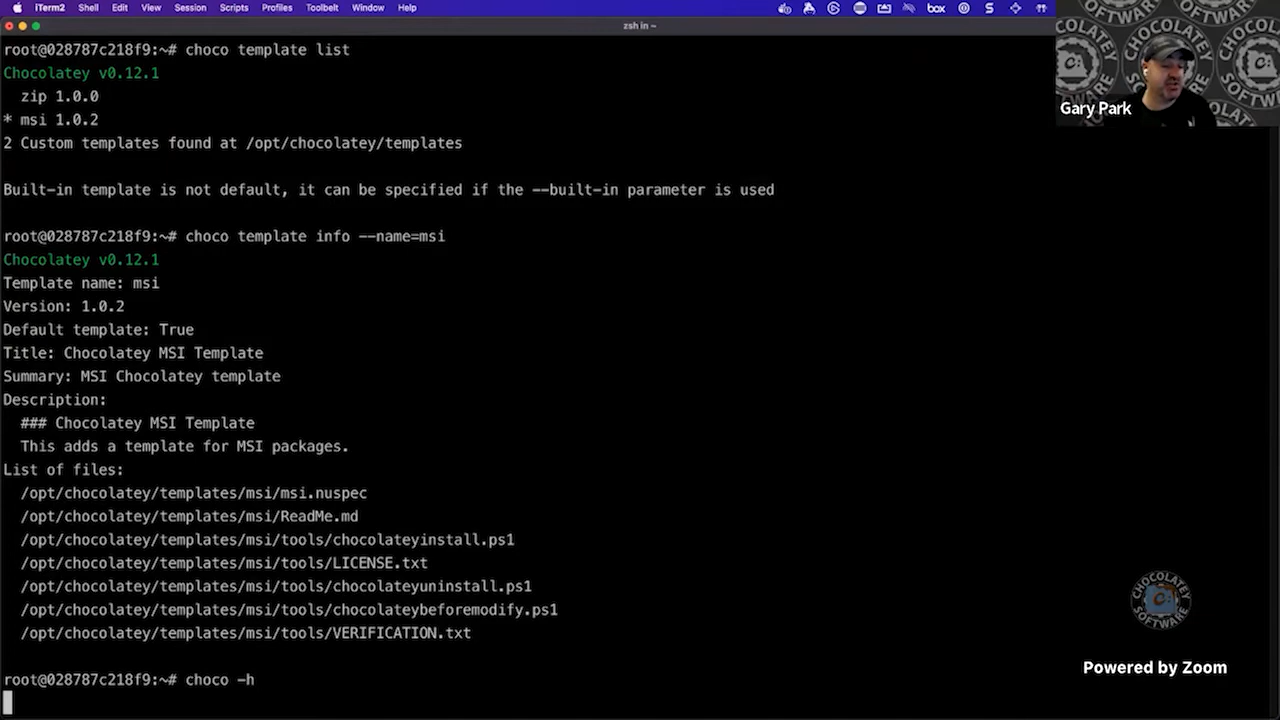 iTerm2 Shell Edit View Session Scripts Profiles Toolbelt Window Help
box
zsh in ~
root@028787c218f9:~# choco template list
Chocolatey v0.12.1
zip 1.0.0
* msi 1.0.2
2 Custom templates found at /opt/chocolatey/templates
Built-in template is not default, it can be specified if the --built-in parameter is used
root@028787c218f9:~# choco template info --name=msi
Chocolatey v0.12.1
Template name: msi
Version: 1.0.2
Default template: True
Title: Chocolatey MSI Template
Summary: MSI Chocolatey template
Description:
### Chocolatey MSI Template
This adds a template for MSI packages.
List of files:
/opt/chocolatey/templates/msi/msi.nuspec
/opt/chocolatey/templates/msi/ReadMe.md
/opt/chocolatey/templates/msi/tools/chocolateyinstall.ps1
/opt/chocolatey/templates/msi/tools/LICENSE.txt
/opt/chocolatey/templates/msi/tools/chocolateyuninstall.ps1
/opt/chocolatey/templates/msi/tools/chocolateybeforemodify.ps1
/opt/chocolatey/templates/msi/tools/VERIFICATION.txt
root@028787c218f9:~# choco -h
CHOCOLATEY SOFTWARE
Gary Park
CHOCOLATEY SOFTWARE
Powered by Zoom